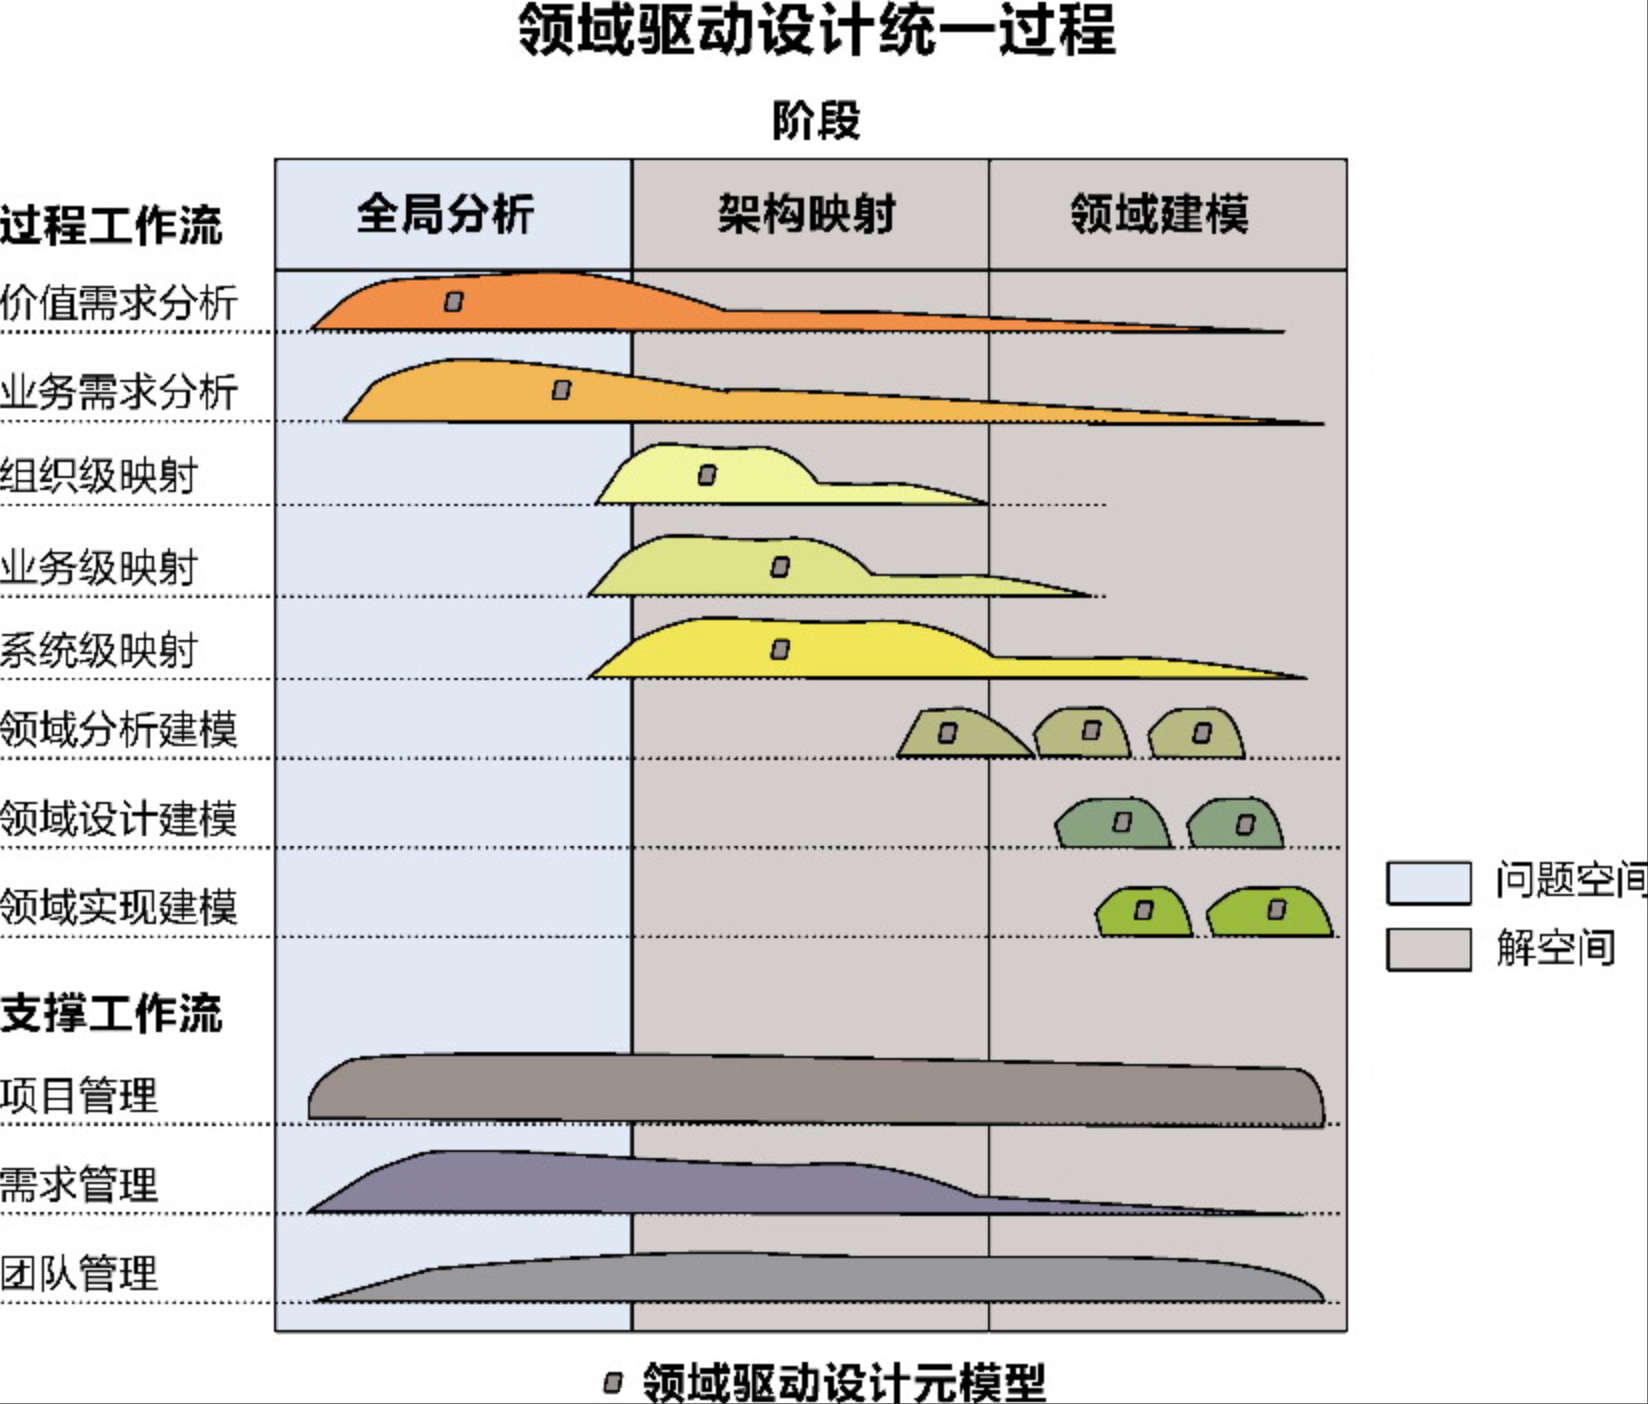 领域驱动设计统一过程
阶段
全局分析
架构映射
领域建模
过程工作流
价值需求分析
业务需求分析
组织级映射
业务级映射
系统级映射
领域分析建模
领域设计建模
领域实现建模
问题空间
解空间
支撑工作流
项目管理
需求管理
团队管理
领域驱动设计元模型